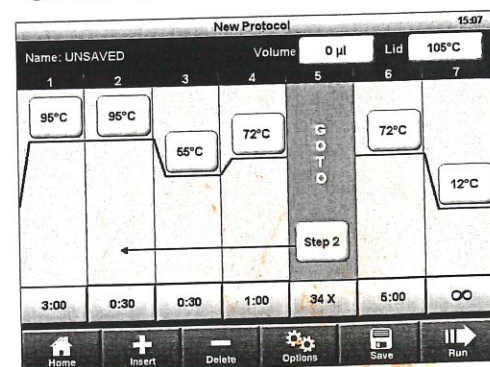 New Protocol 15:07
Name: UNSAVED Volume 0 µl Lid 105°C
1 2 3 4 5 6 7
95°C 95°C 55°C 72°C GOTO 72°C 12°C
Step 2
3:00 0:30 0:30 1:00 34 X 5:00 ∞
Home Insert Delete Options Save Run